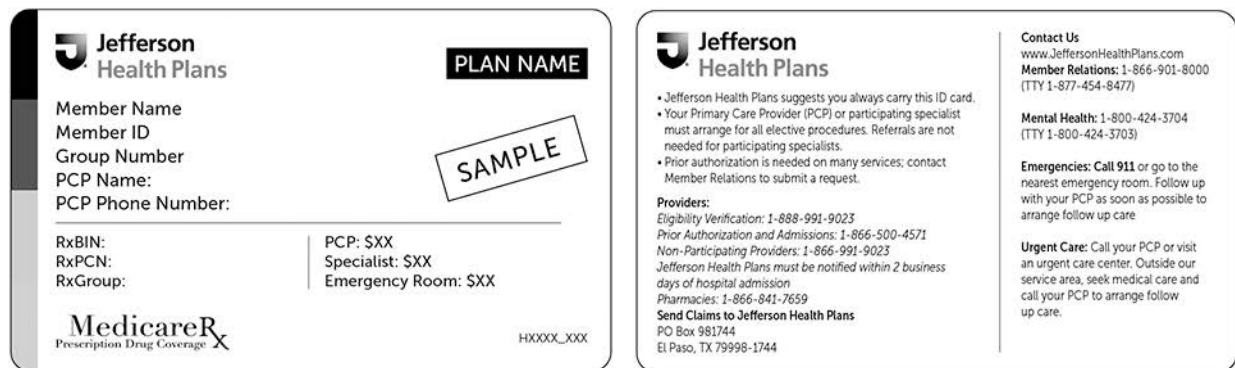 Jefferson
Health Plans
PLAN NAME
Member Name
Member ID
Group Number
PCP Name:
PCP Phone Number:
SAMPLE
RxBIN:
RxPCN:
RxGroup:
PCP: $XX
Specialist: $XX
Emergency Room: $XX
MedicareRx
Prescription Drug Coverage
HXXXX_XXX
Jefferson
Health Plans
• Jefferson Health Plans suggests you always carry this ID card.
• Your Primary Care Provider (PCP) or participating specialist
must arrange for all elective procedures. Referrals are not
needed for participating specialists.
• Prior authorization is needed on many services; contact
Member Relations to submit a request.
Providers:
Eligibility Verification: 1-888-991-9023
Prior Authorization and Admissions: 1-866-500-4571
Non-Participating Providers: 1-866-991-9023
Jefferson Health Plans must be notified within 2 business
days of hospital admission
Pharmacies: 1-866-841-7659
Send Claims to Jefferson Health Plans
PO Box 981744
El Paso, TX 79998-1744
Contact Us
www.JeffersonHealthPlans.com
Member Relations: 1-866-901-8000
(TTY 1-877-454-8477)
Mental Health: 1-800-424-3704
(TTY 1-800-424-3703)
Emergencies: Call 911 or go to the
nearest emergency room. Follow up
with your PCP as soon as possible to
arrange follow up care
Urgent Care: Call your PCP or visit
an urgent care center. Outside our
service area, seek medical care and
call your PCP to arrange follow
up care.